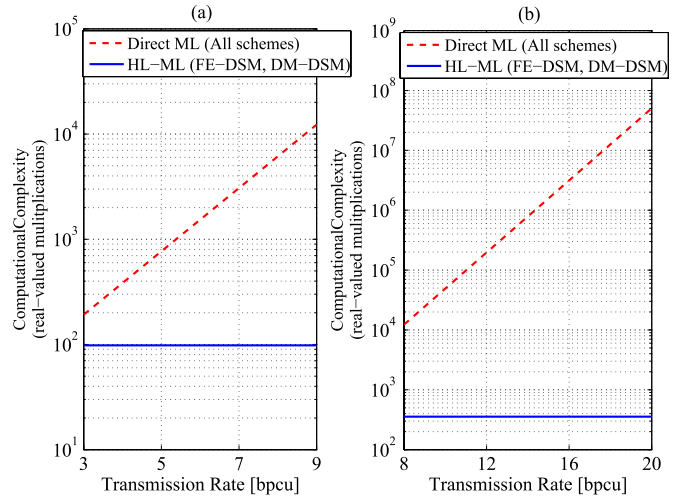 (a)
10^5
Direct ML (All schemes)
HL−ML (FE−DSM, DM−DSM)
10^4
10^3
10^2
10^1
ComputationalComplexity
(real−valued mulitplications)
3
5
7
9
Transmission Rate [bpcu]
(b)
10^9
Direct ML (All schemes)
HL−ML (FE−DSM, DM−DSM)
10^8
10^7
10^6
10^5
10^4
10^3
10^2
ComputationalComplexity
(real−valued mulitplications)
8
12
16
20
Transmission Rate [bpcu]